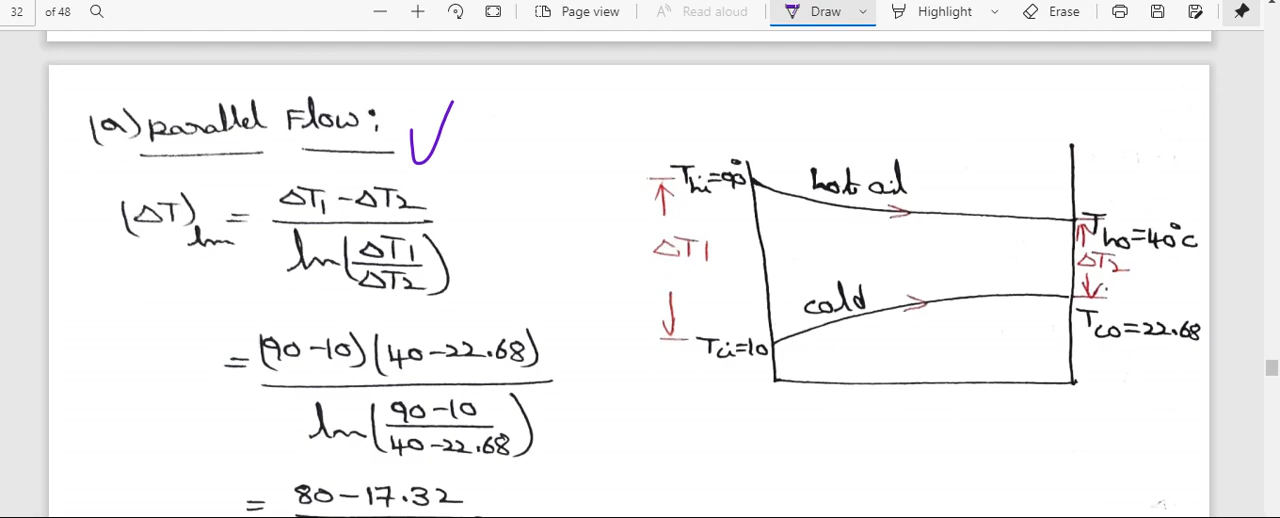 32 of 48 Page view Read aloud Draw Highlight Erase
(a) Parallel Flow:
(ΔT)lm = ΔT1 - ΔT2 / ln(ΔT1/ΔT2)
= (90-10)(40-22.68) / ln(90-10/40-22.68)
= 80-17.32
Thi=90°
hot oil
Tho=40°c
ΔT1
ΔT2
cold
Tci=10
Tco=22.68